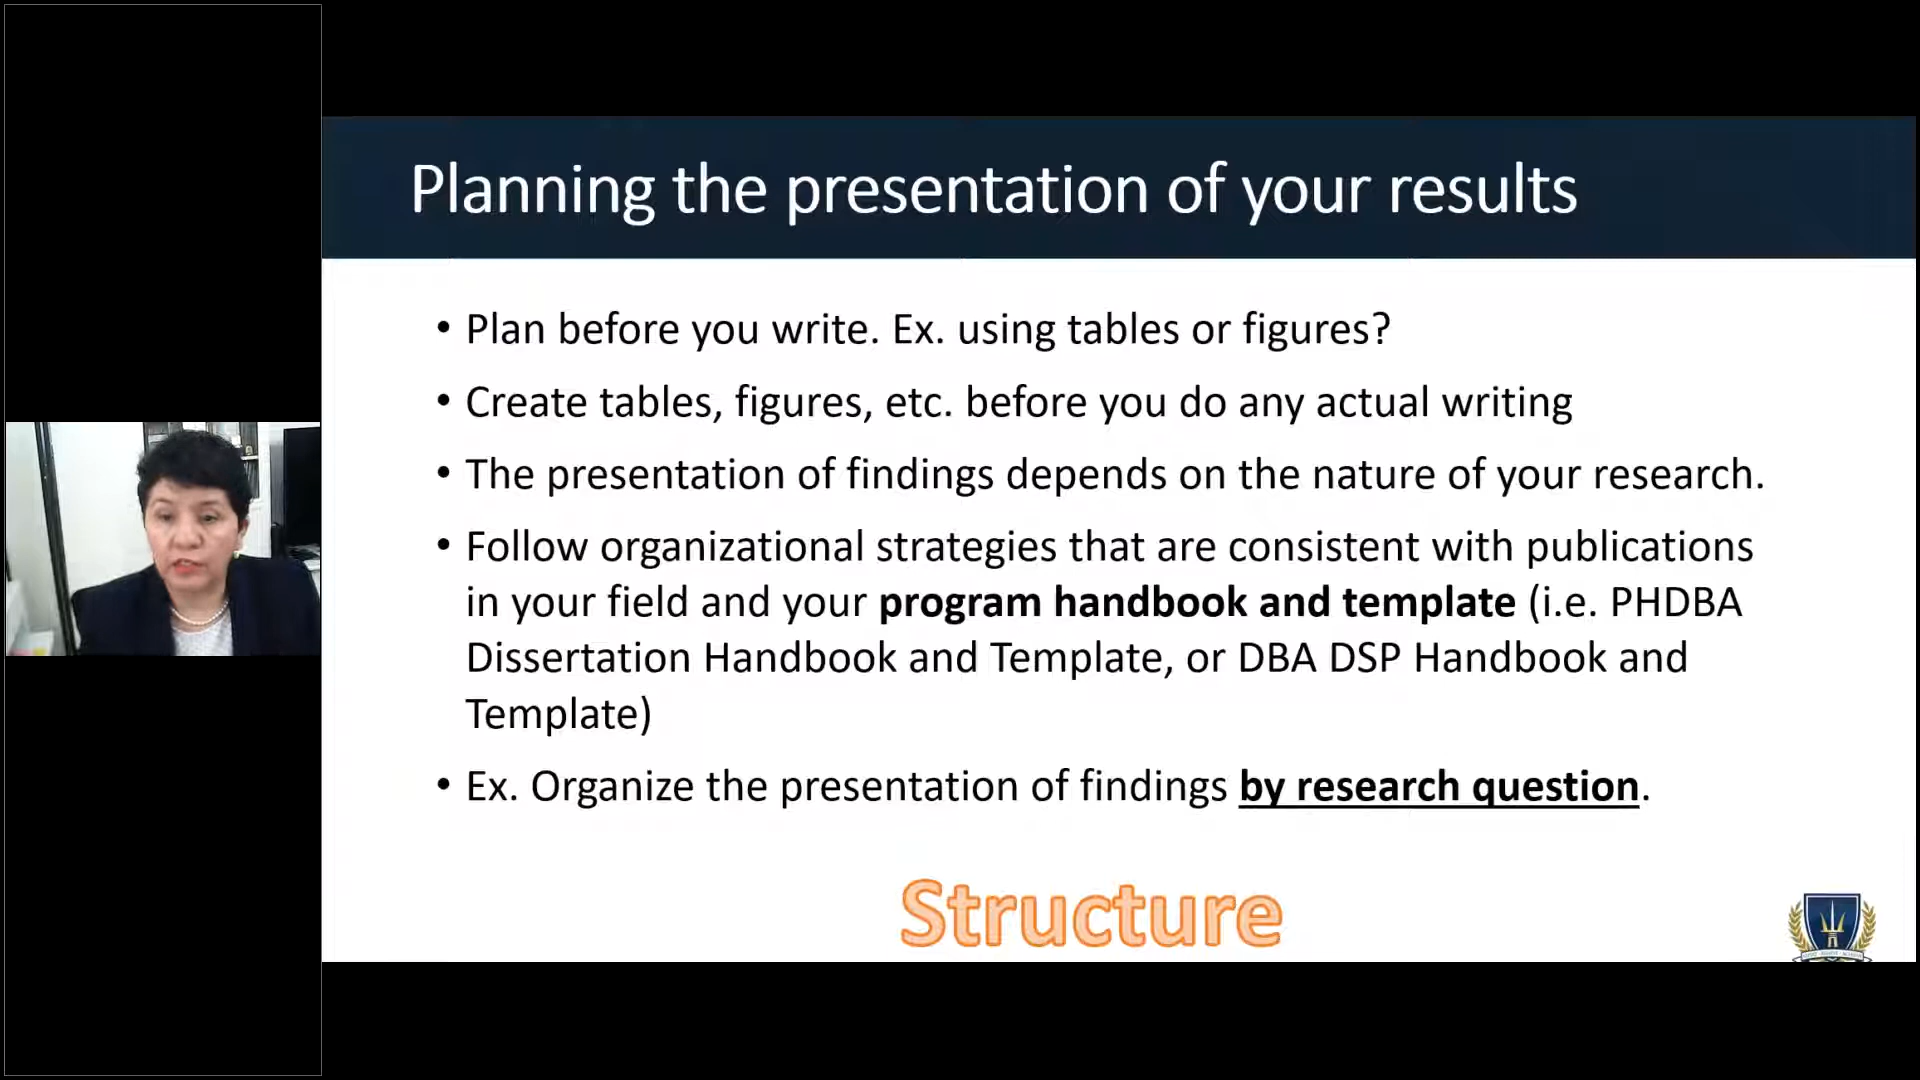 Planning the presentation of your results
• Plan before you write. Ex. using tables or figures?
• Create tables, figures, etc. before you do any actual writing
• The presentation of findings depends on the nature of your research.
• Follow organizational strategies that are consistent with publications
in your field and your program handbook and template (i.e. PHDBA
Dissertation Handbook and Template, or DBA DSP Handbook and
Template)
• Ex. Organize the presentation of findings by research question.
Structure